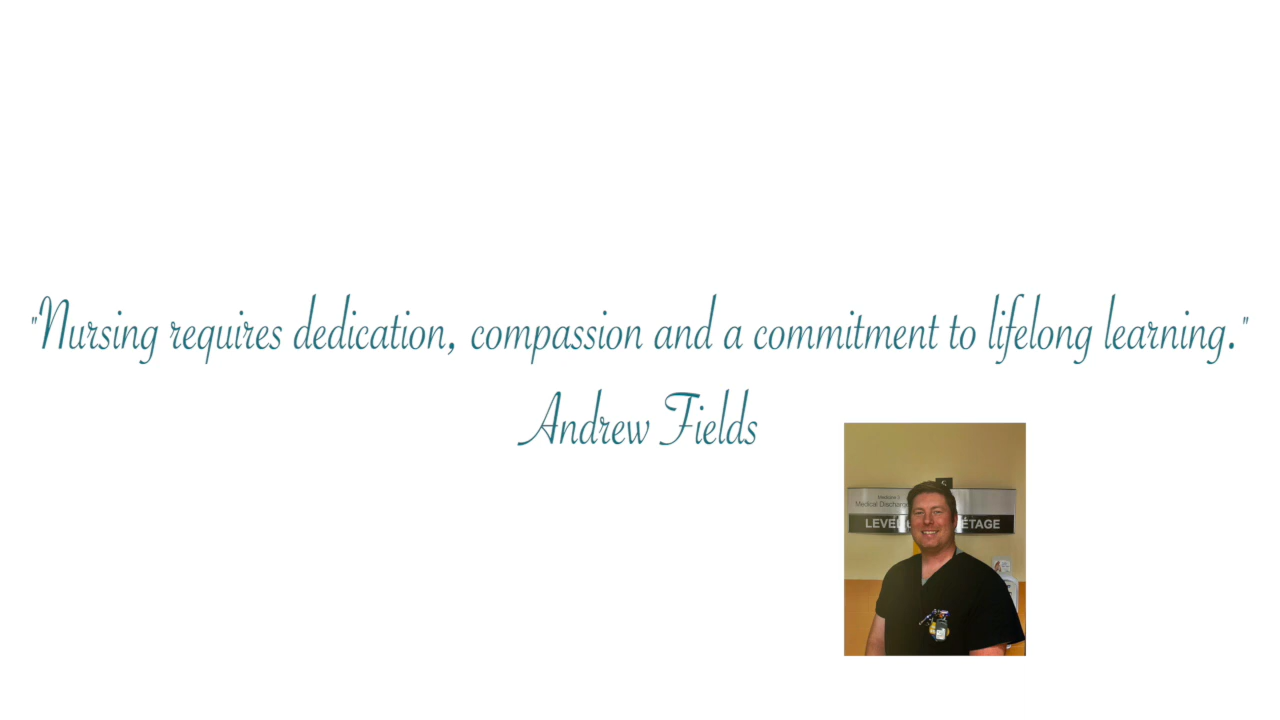 "Nursing requires dedication, compassion and a commitment to lifelong learning."
Andrew Fields
Medical Discharge
LEVEL
ÉTAGE